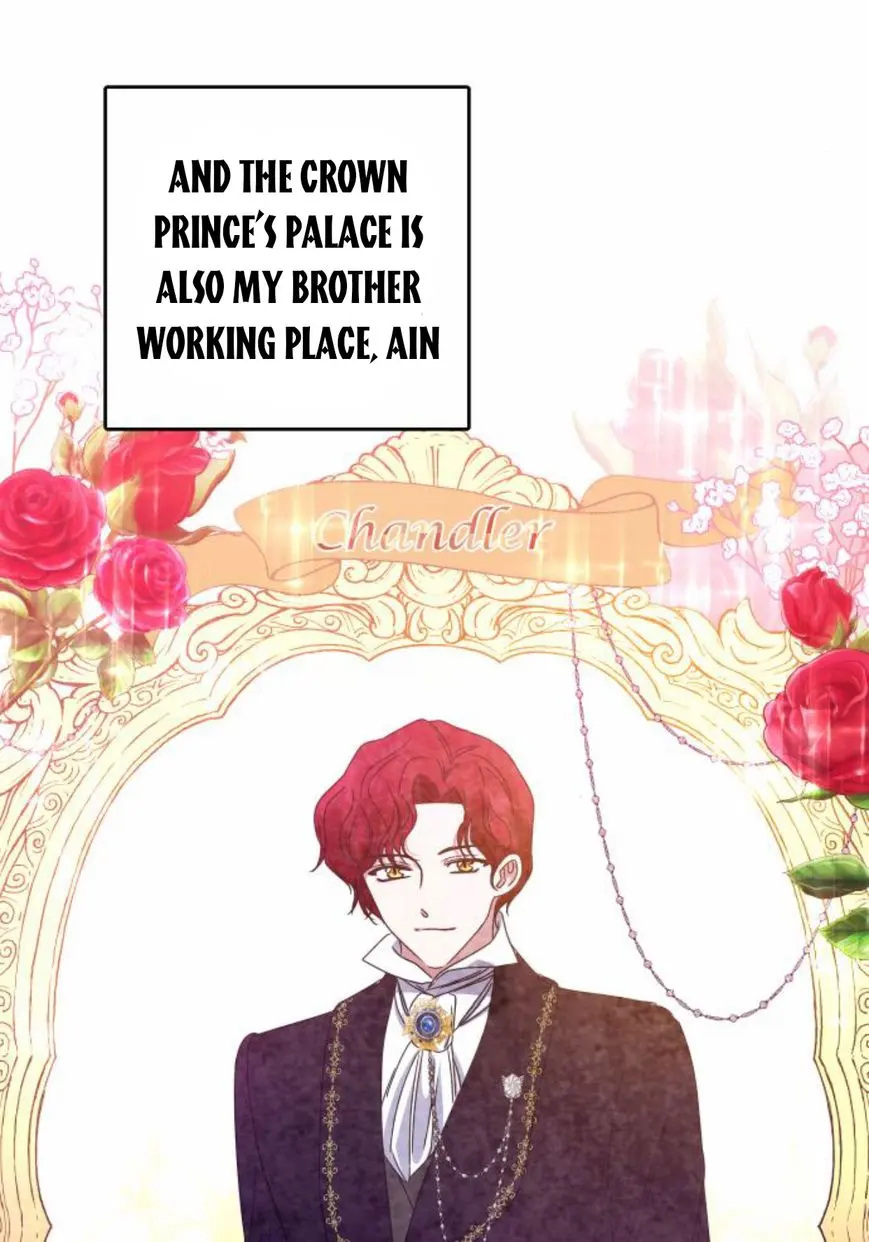 AND THE CROWN
PRINCE'S PALACE IS
ALSO MY BROTHER
WORKING PLACE, AIN
Chandler